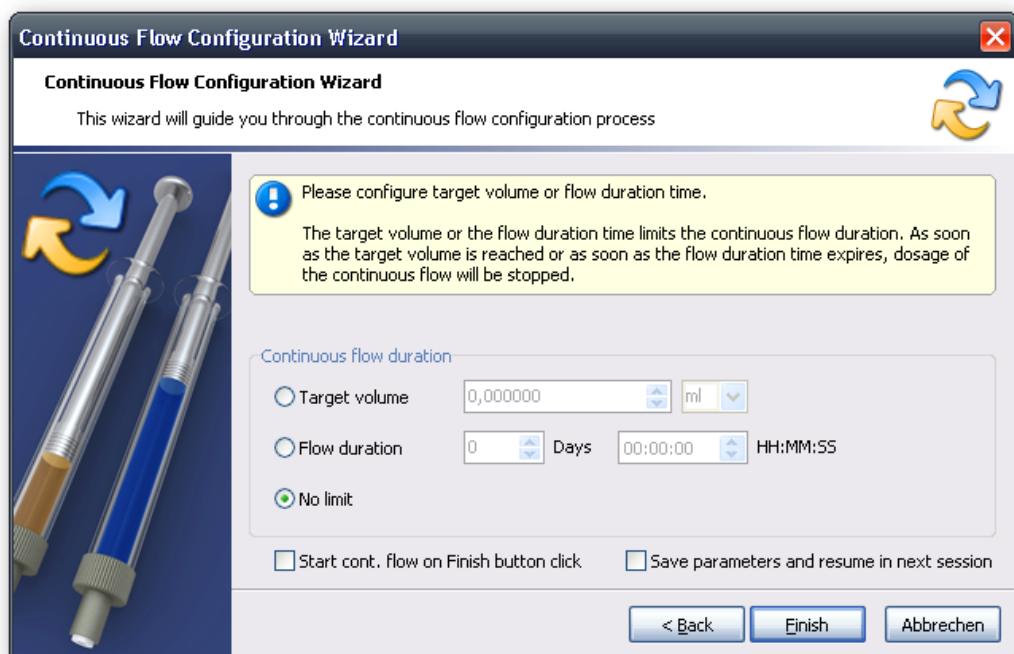 Continuous Flow Configuration Wizard
Continuous Flow Configuration Wizard
This wizard will guide you through the continuous flow configuration process
Please configure target volume or flow duration time.
The target volume or the flow duration time limits the continuous flow duration. As soon
as the target volume is reached or as soon as the flow duration time expires, dosage of
the continuous flow will be stopped.
Continuous flow duration
Target volume 0,000000 ml
Flow duration 0 Days 00:00:00 HH:MM:SS
No limit
Start cont. flow on Finish button click Save parameters and resume in next session
< Back Finish Abbrechen